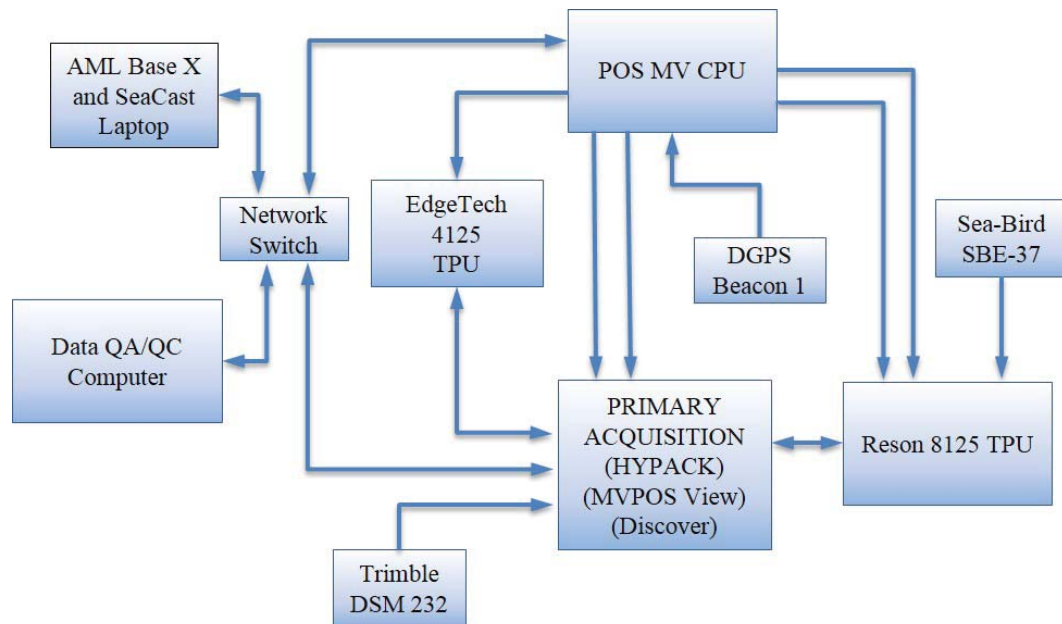 AML Base X
and SeaCast
Laptop
POS MV CPU
Network
Switch
EdgeTech
4125
TPU
DGPS
Beacon 1
Sea-Bird
SBE-37
Data QA/QC
Computer
PRIMARY
ACQUISITION
(HYPACK)
(MVPOS View)
(Discover)
Reson 8125 TPU
Trimble
DSM 232